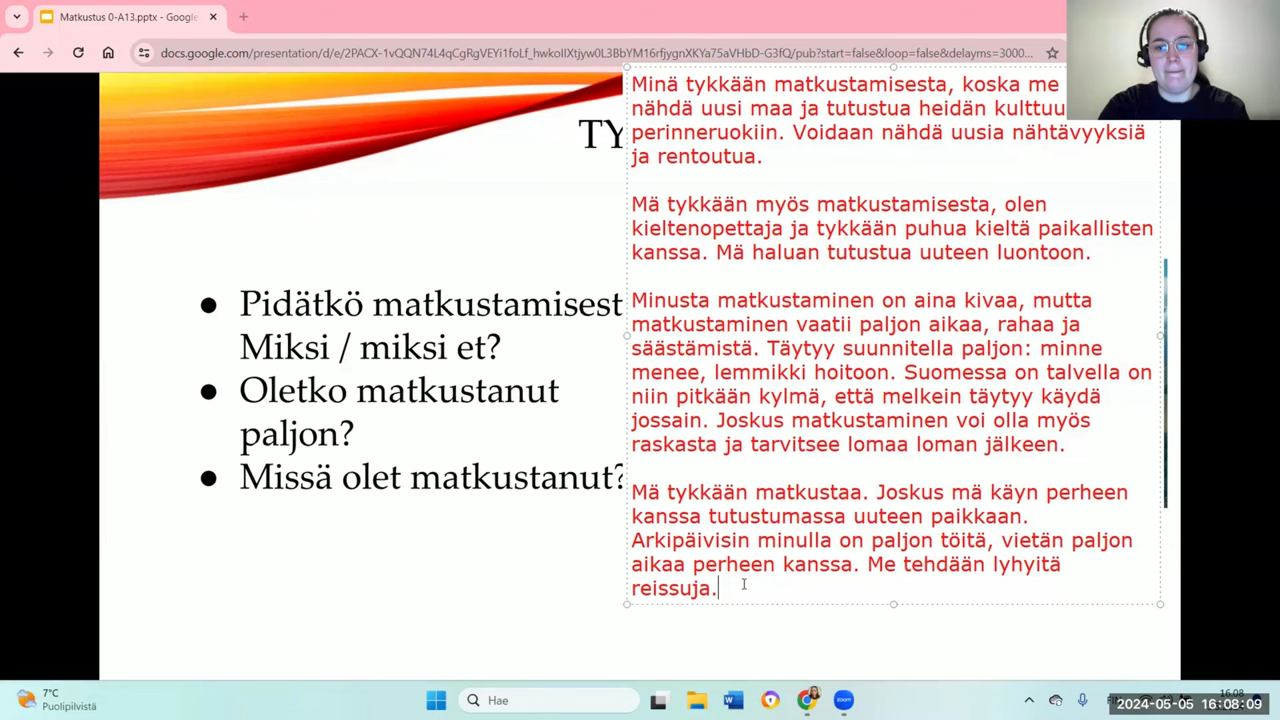 Matkustus 0-A13.pptx - Google
docs.google.com/presentation/d/e/2PACX-1vQQN74L4qCgRgVEYi1foLf_hwkoIIXtjyw0L3BbYM16rfjygnXKYa75aVHbD-G3fQ/pub?start=false&loop=false&delayms=3000...
TY
Pidätkö matkustamisest
Miksi / miksi et?
Oletko matkustanut
paljon?
Missä olet matkustanut?
Minä tykkään matkustamisesta, koska me
nähdä uusi maa ja tutustua heidän kulttuu
perinneruokiin. Voidaan nähdä uusia nähtävyyksiä
ja rentoutua.
Mä tykkään myös matkustamisesta, olen
kieltenopettaja ja tykkään puhua kieltä paikallisten
kanssa. Mä haluan tutustua uuteen luontoon.
Minusta matkustaminen on aina kivaa, mutta
matkustaminen vaatii paljon aikaa, rahaa ja
säästämistä. Täytyy suunnitella paljon: minne
menee, lemmikki hoitoon. Suomessa on talvella on
niin pitkään kylmä, että melkein täytyy käydä
jossain. Joskus matkustaminen voi olla myös
raskasta ja tarvitsee lomaa loman jälkeen.
Mä tykkään matkustaa. Joskus mä käyn perheen
kanssa tutustumassa uuteen paikkaan.
Arkipäivisin minulla on paljon töitä, vietän paljon
aikaa perheen kanssa. Me tehdään lyhyitä
reissuja.
7°C
Puolipilvistä
Hae
zoom
16.08
2024-05-05 16:08:09